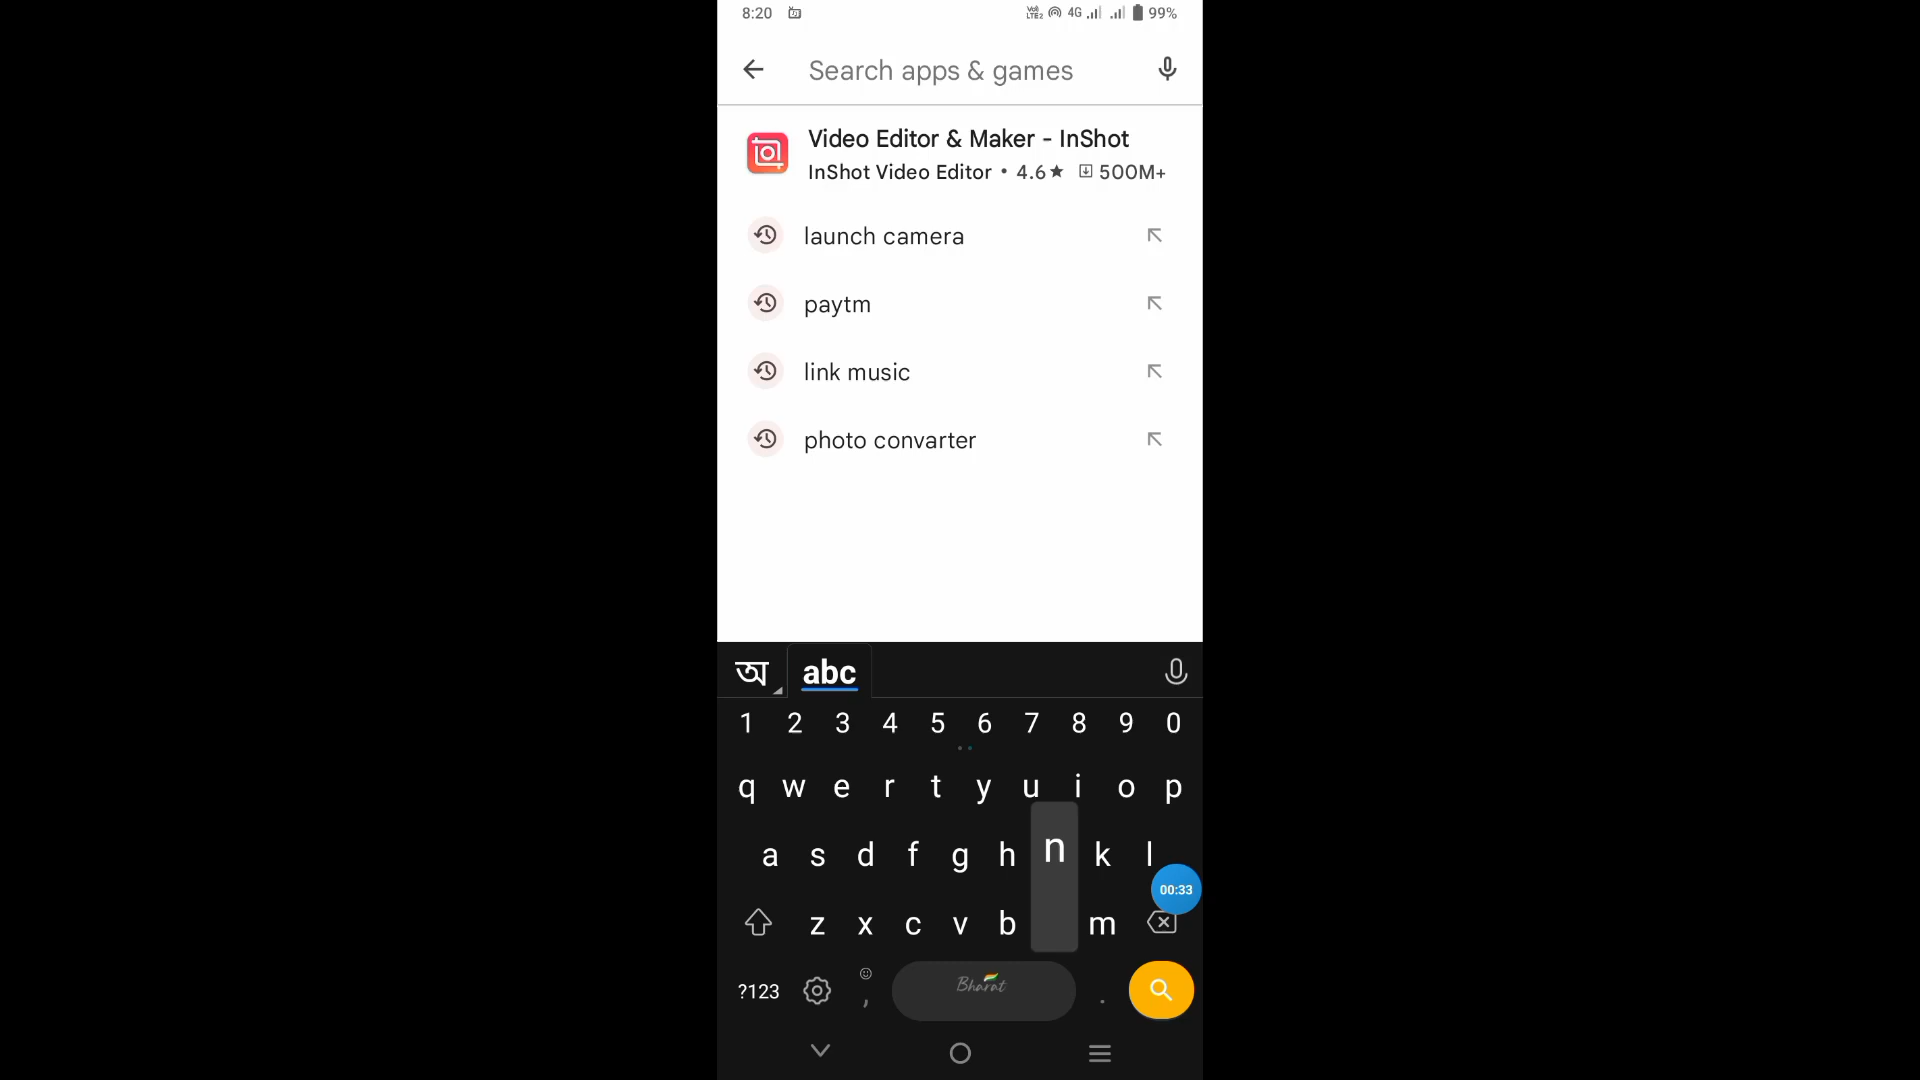 8:20 Vo) LTE2 4G 99%
Search apps & games
Video Editor & Maker - InShot
InShot Video Editor • 4.6★ 500M+
launch camera
paytm
link music
photo convarter
অ abc
1 2 3 4 5 6 7 8 9 0
q w e r t y u i o p
a s d f g h n k l
00:33
z x c v b m
?123 , Bharat .